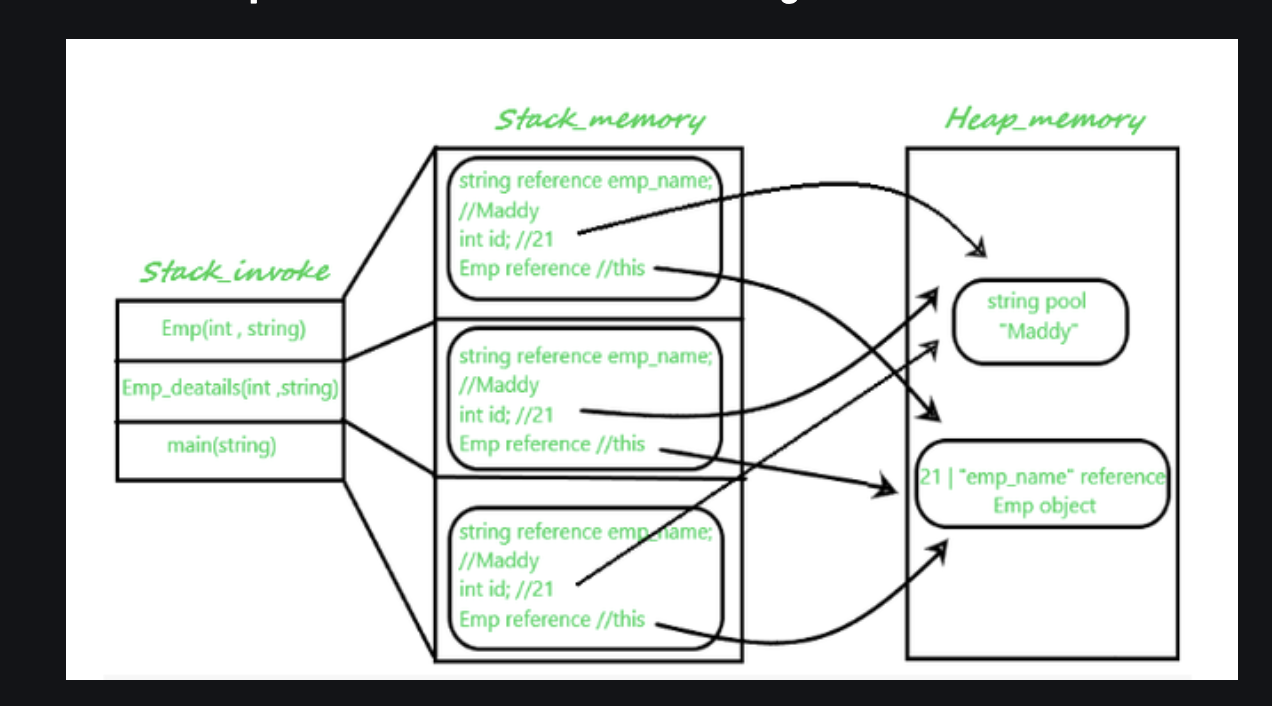 Stack_memory
Heap_memory
string reference emp_name;
//Maddy
int id; //21
Emp reference //this
Stack_invoke
Emp(int , string)
Emp_deatails(int ,string)
main(string)
string reference emp_name;
//Maddy
int id; //21
Emp reference //this
string reference emp_name;
//Maddy
int id; //21
Emp reference //this
string pool
"Maddy"
21 | "emp_name" reference
Emp object